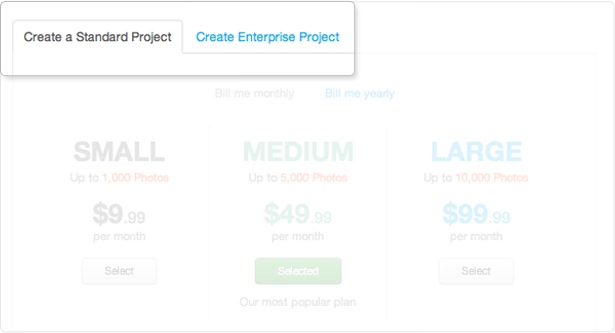 Create a Standard Project Create Enterprise Project
Bill me monthly Bill me yearly
SMALL MEDIUM LARGE
Up to 1,000 Photos Up to 5,000 Photos Up to 10,000 Photos
$9.99 $49.99 $99.99
per month per month per month
Select Selected Select
Our most popular plan